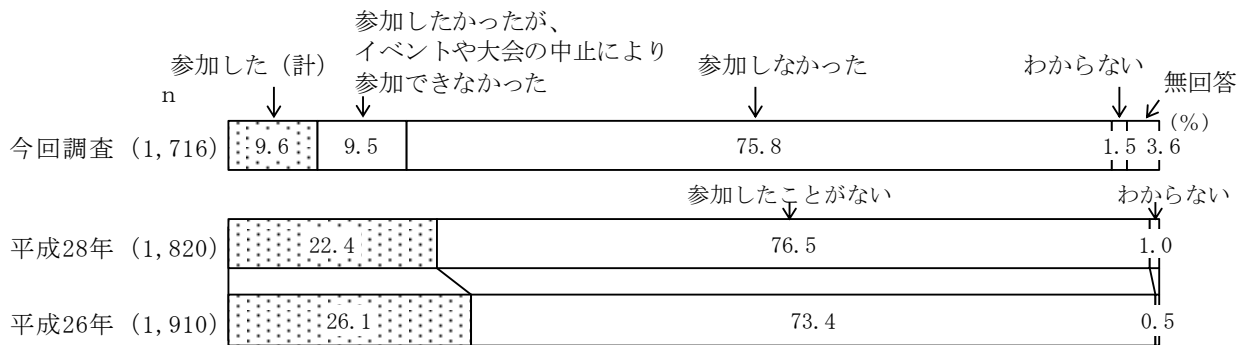 参加したかったが、
イベントや大会の中止により
参加できなかった
参加した（計）
参加しなかった
わからない
無回答
n
(%)
今回調査 (1,716) 9.6 9.5 75.8 1.5 3.6
参加したことがない
わからない
平成28年 (1,820) 22.4 76.5 1.0
平成26年 (1,910) 26.1 73.4 0.5